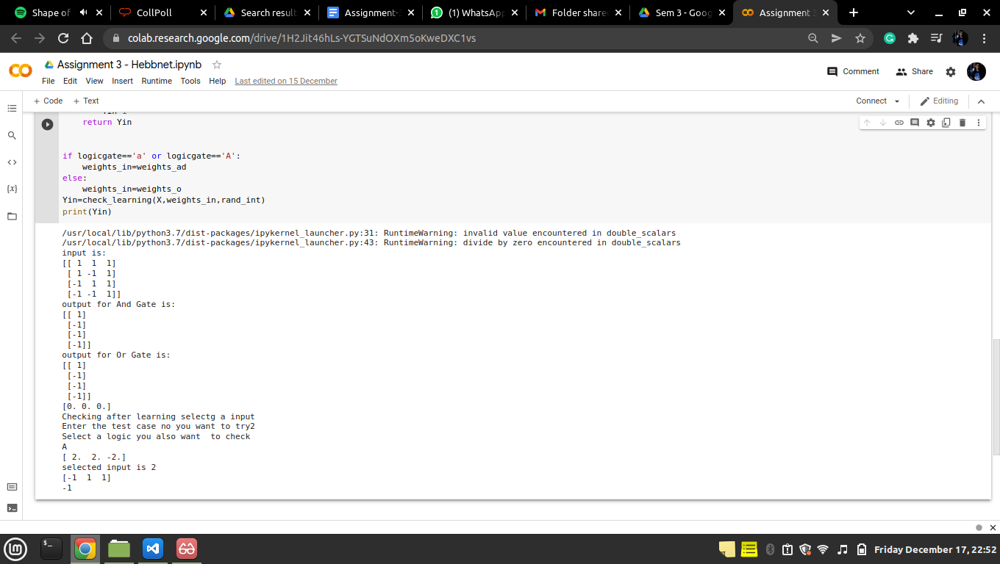 Shape of
CollPoll
Search result
Assignment-
(1) WhatsApp
Folder share
Sem 3 - Goog
Assignment 3
colab.research.google.com/drive/1H2Jit46hLs-YGTSuNdOXm5oKweDXC1vs
Assignment 3 - Hebbnet.ipynb
Comment
Share
File Edit View Insert Runtime Tools Help Last edited on 15 December
+ Code + Text
Connect
Editing
return Yin
if logicgate=='a' or logicgate=='A':
weights_in=weights_ad
else:
weights_in=weights_o
Yin=check_learning(X,weights_in,rand_int)
print(Yin)
/usr/local/lib/python3.7/dist-packages/ipykernel_launcher.py:31: RuntimeWarning: invalid value encountered in double_scalars
/usr/local/lib/python3.7/dist-packages/ipykernel_launcher.py:43: RuntimeWarning: divide by zero encountered in double_scalars
input is:
[[ 1  1  1]
[ 1 -1  1]
[-1  1  1]
[-1 -1  1]]
output for And Gate is:
[[ 1]
[-1]
[-1]
[-1]]
output for Or Gate is:
[[ 1]
[-1]
[-1]
[-1]]
[0. 0. 0.]
Checking after learning selectg a input
Enter the test case no you want to try2
Select a logic you also want  to check
A
[ 2.  2. -2.]
selected input is 2
[-1  1  1]
-1
Friday December 17, 22:52